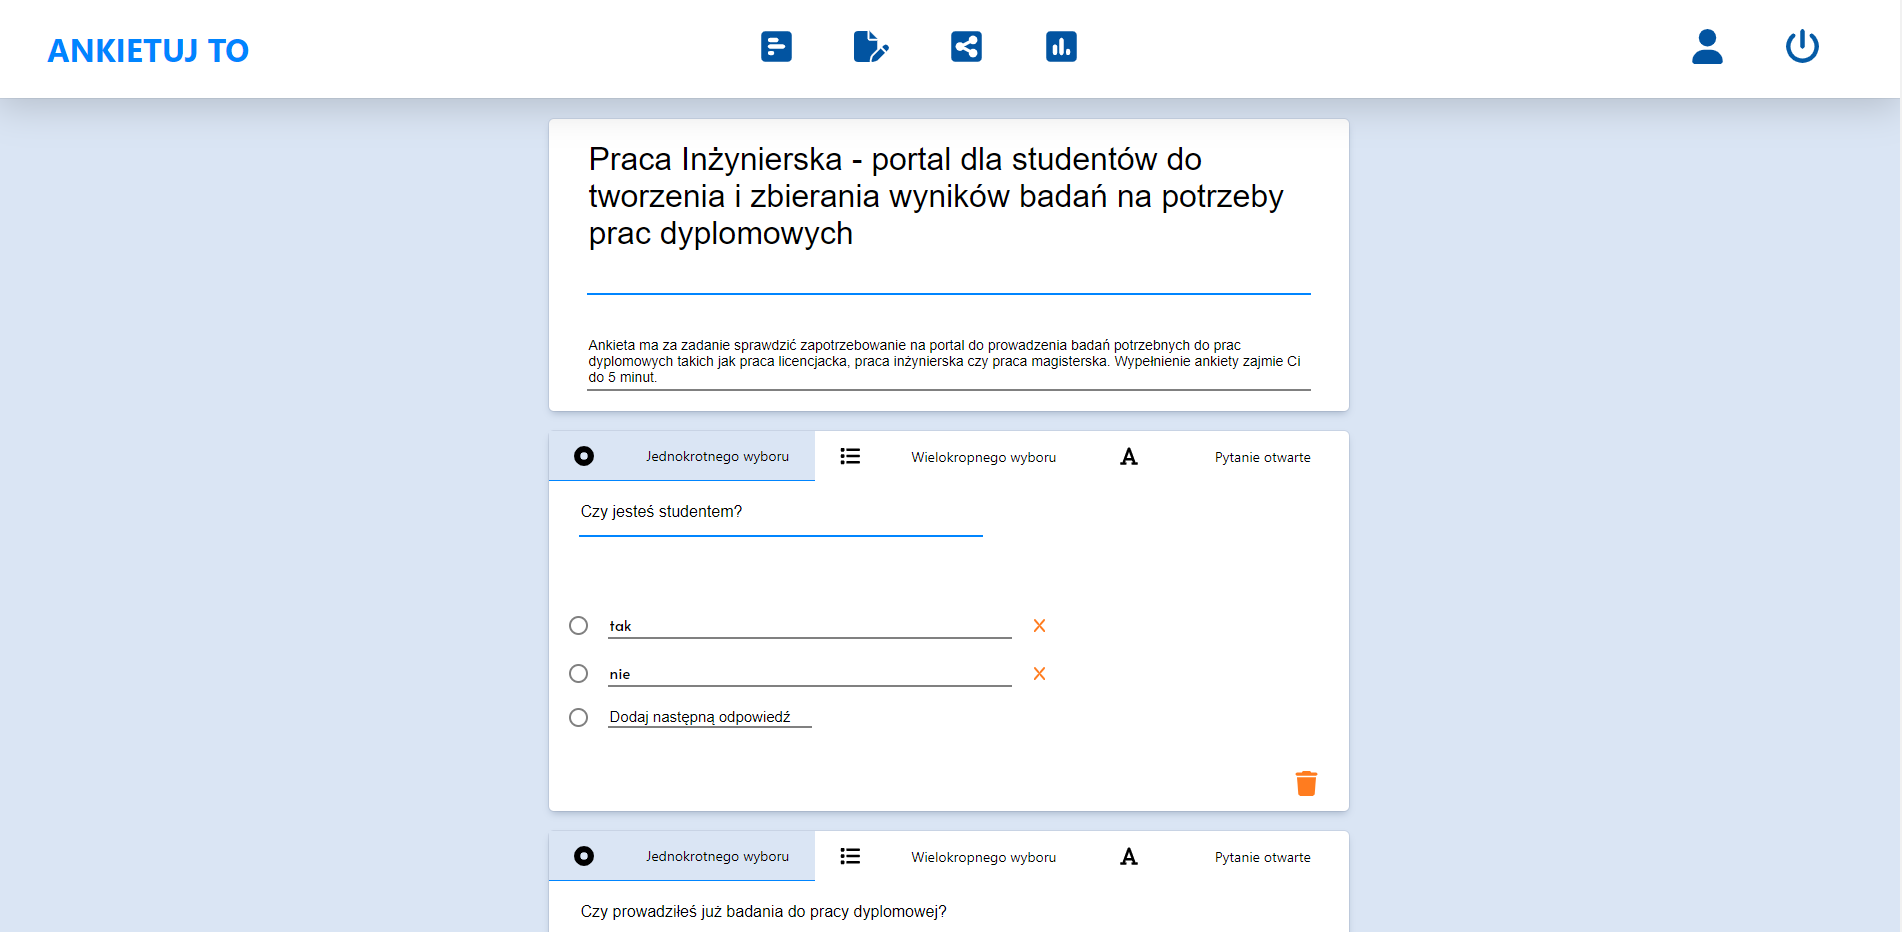 ANKIETUJ TO
Praca Inżynierska - portal dla studentów do
tworzenia i zbierania wyników badań na potrzeby
prac dyplomowych
Ankieta ma za zadanie sprawdzić zapotrzebowanie na portal do prowadzenia badań potrzebnych do prac
dyplomowych takich jak praca licencjacka, praca inżynierska czy praca magisterska. Wypełnienie ankiety zajmie Ci
do 5 minut.
Jednokrotnego wyboru
Wielokropnego wyboru
Pytanie otwarte
Czy jesteś studentem?
tak
nie
Dodaj następną odpowiedź
Jednokrotnego wyboru
Wielokropnego wyboru
Pytanie otwarte
Czy prowadziłeś już badania do pracy dyplomowej?